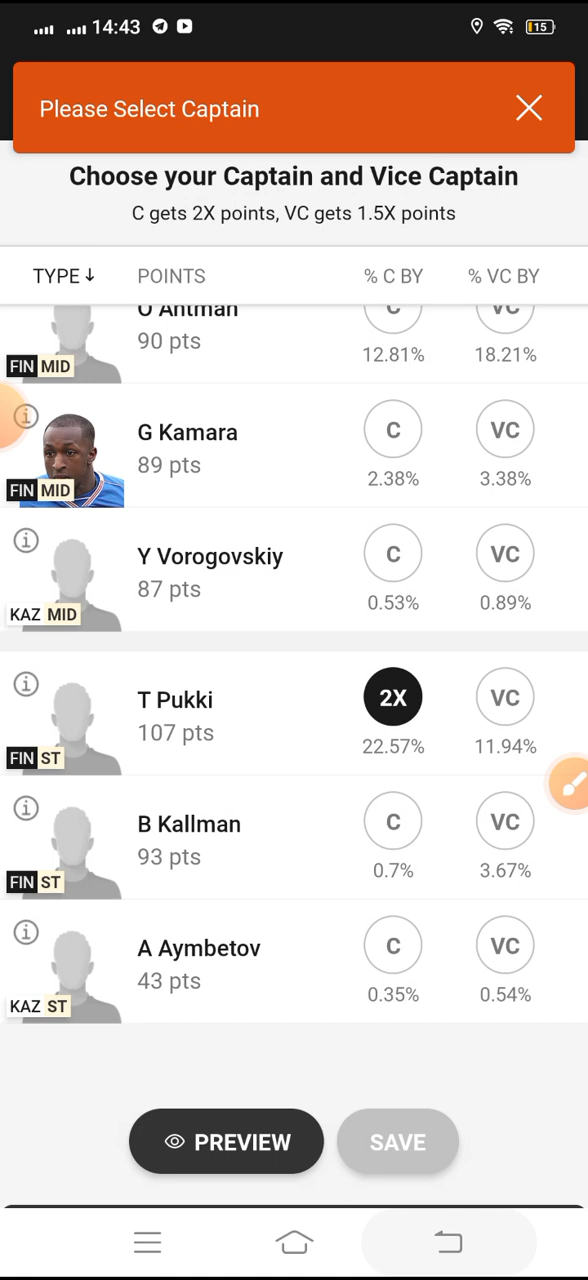 14:43 15
Please Select Captain
Choose your Captain and Vice Captain
C gets 2X points, VC gets 1.5X points
TYPE↓ POINTS % C BY % VC BY
O Antman C VC
90 pts 12.81% 18.21%
FIN MID
G Kamara C VC
89 pts 2.38% 3.38%
FIN MID
Y Vorogovskiy C VC
87 pts 0.53% 0.89%
KAZ MID
T Pukki 2X VC
107 pts 22.57% 11.94%
FIN ST
B Kallman C VC
93 pts 0.7% 3.67%
FIN ST
A Aymbetov C VC
43 pts 0.35% 0.54%
KAZ ST
PREVIEW SAVE